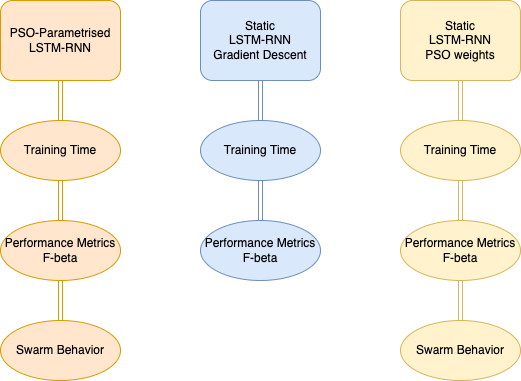 PSO-Parametrised
LSTM-RNN
Static
LSTM-RNN
Gradient Descent
Static
LSTM-RNN
PSO weights
Training Time
Training Time
Training Time
Performance Metrics
F-beta
Performance Metrics
F-beta
Performance Metrics
F-beta
Swarm Behavior
Swarm Behavior